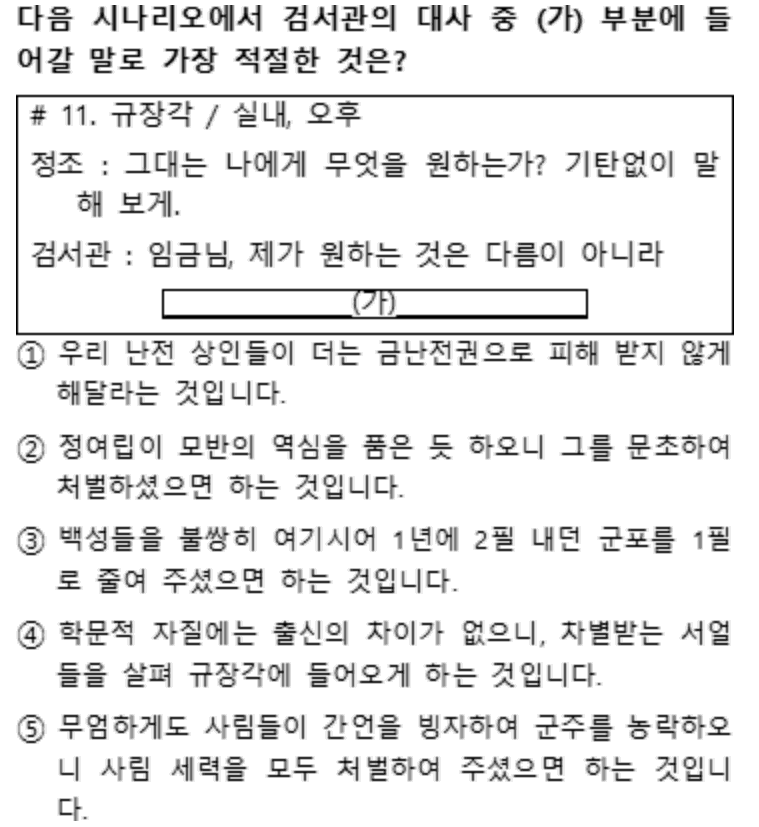 다음 시나리오에서 검서관의 대사 중 (가) 부분에 들
어갈 말로 가장 적절한 것은?
# 11. 규장각 / 실내, 오후
정조 : 그대는 나에게 무엇을 원하는가? 기탄없이 말
해 보게.
검서관 : 임금님, 제가 원하는 것은 다름이 아니라
(가)
① 우리 난전 상인들이 더는 금난전권으로 피해 받지 않게
해달라는 것입니다.
② 정여립이 모반의 역심을 품은 듯 하오니 그를 문초하여
처벌하셨으면 하는 것입니다.
③ 백성들을 불쌍히 여기시어 1년에 2필 내던 군포를 1필
로 줄여 주셨으면 하는 것입니다.
④ 학문적 자질에는 출신의 차이가 없으니, 차별받는 서얼
들을 살펴 규장각에 들어오게 하는 것입니다.
⑤ 무엄하게도 사림들이 간언을 빙자하여 군주를 농락하오
니 사림 세력을 모두 처벌하여 주셨으면 하는 것입니
다.